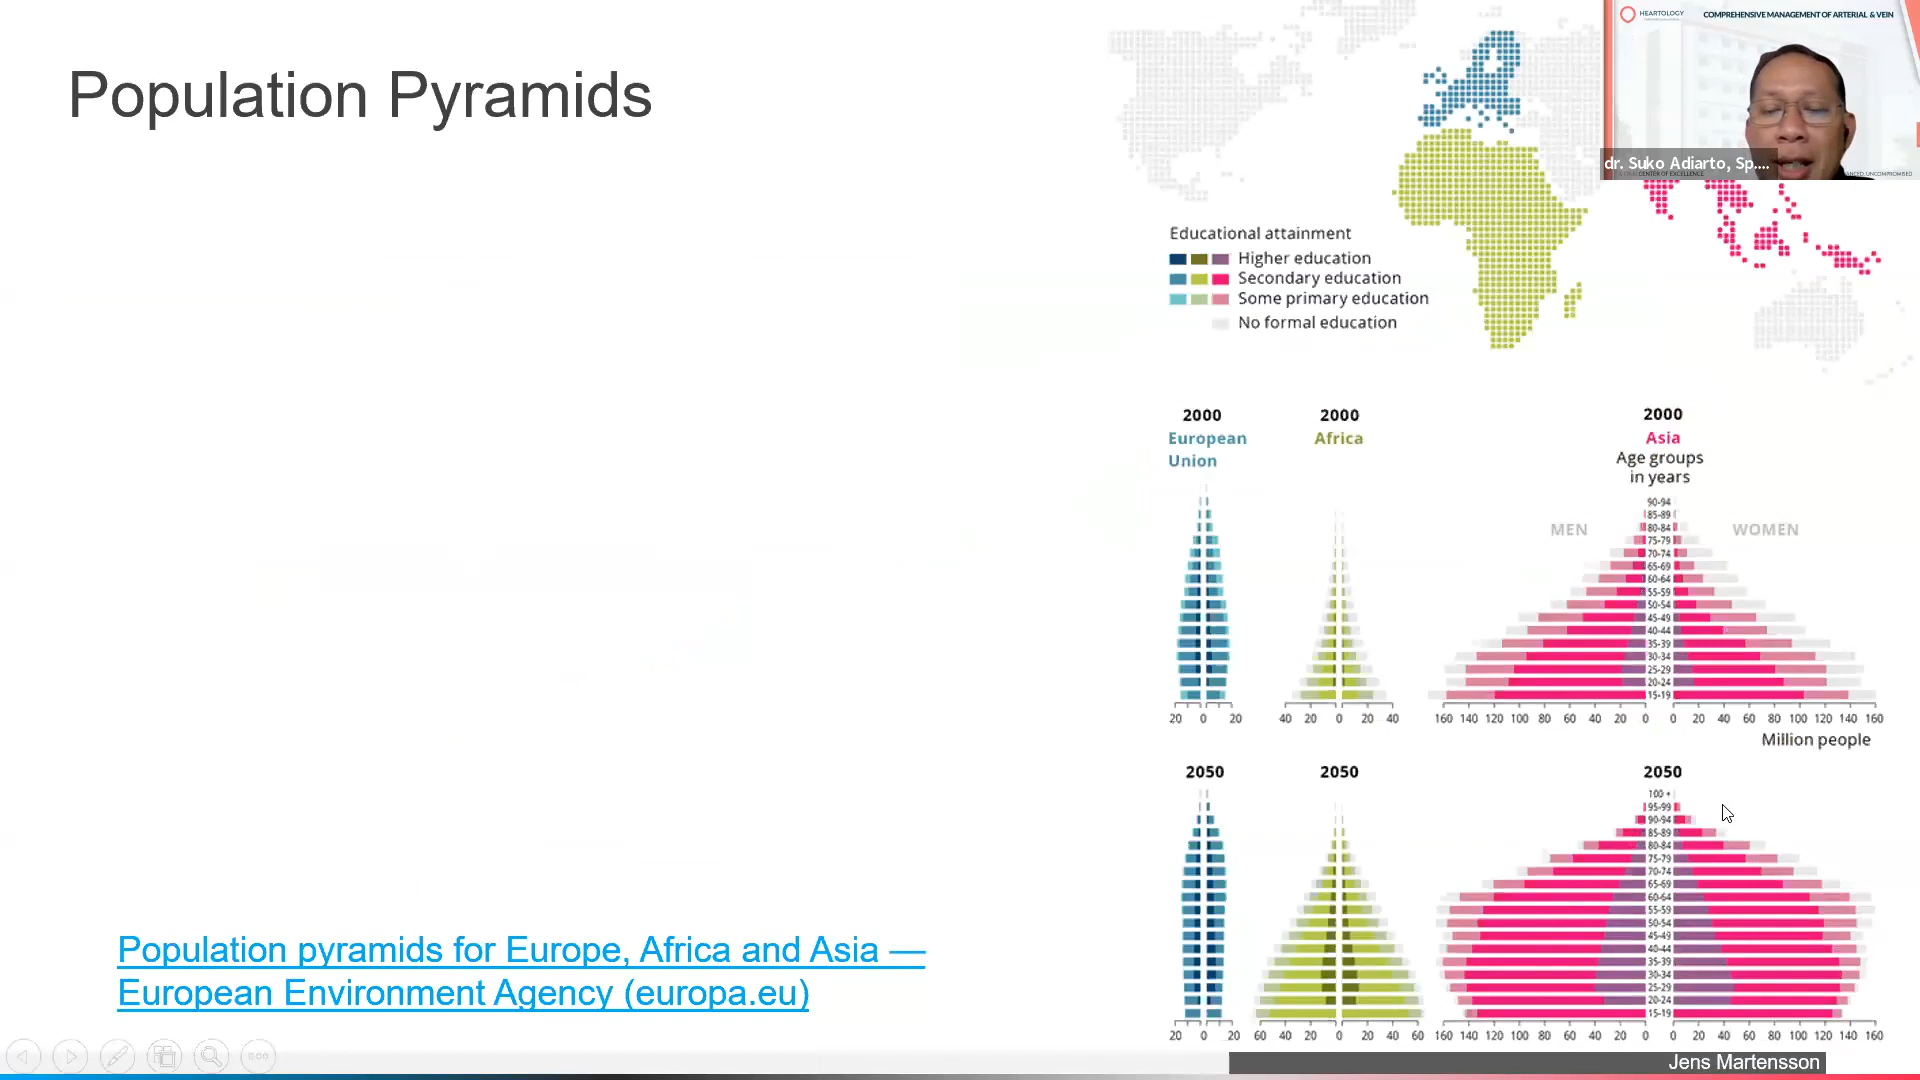 Population Pyramids
HEARTOLOGY
COMPREHENSIVE MANAGEMENT OF ARTERIAL & VEIN
dr. Suko Adiarto, Sp....
CENTER OF EXCELLENCE
UNCOMPROMISED
Educational attainment
Higher education
Secondary education
Some primary education
No formal education
2000
European
Union
2000
Africa
2000
Asia
Age groups
in years
MEN
WOMEN
90-94
85-89
80-84
75-79
70-74
65-69
60-64
55-59
50-54
45-49
40-44
35-39
30-34
25-29
20-24
15-19
20 0 20
40 20 0 20 40
160 140 120 100 80 60 40 20 0 0 20 40 60 80 100 120 140 160
Million people
2050
2050
2050
100 +
95-99
90-94
85-89
80-84
75-79
70-74
65-69
60-64
55-59
50-54
45-49
40-44
35-39
30-34
25-29
20-24
15-19
20 0 20
60 40 20 0 20 40 60
160 140 120 100 80 60 40 20 0 0 20 40 60 80 100 120 140 160
Population pyramids for Europe, Africa and Asia —
European Environment Agency (europa.eu)
Jens Martensson